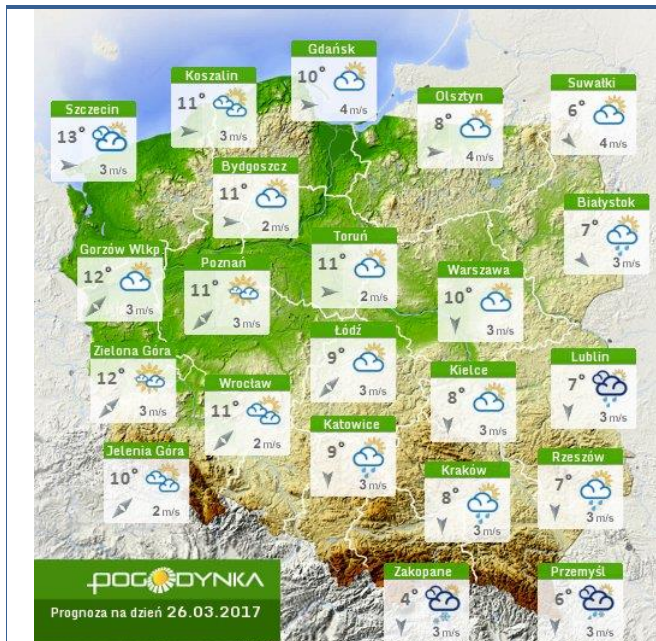 Gdańsk
10°
4 m/s
Koszalin
11°
3 m/s
Suwałki
6°
4 m/s
Olsztyn
8°
4 m/s
Szczecin
13°
3 m/s
Bydgoszcz
11°
2 m/s
Białystok
7°
3 m/s
Toruń
11°
2 m/s
Gorzów Wlkp
12°
3 m/s
Poznań
11°
3 m/s
Warszawa
10°
3 m/s
Łódź
9°
3 m/s
Zielona Góra
12°
3 m/s
Lublin
7°
3 m/s
Kielce
8°
3 m/s
Wrocław
11°
2 m/s
Katowice
9°
3 m/s
Jelenia Góra
10°
2 m/s
Rzeszów
7°
3 m/s
Kraków
8°
3 m/s
Zakopane
4°
3 m/s
Przemyśl
6°
3 m/s
POGODYNKA
Prognoza na dzień 26.03.2017